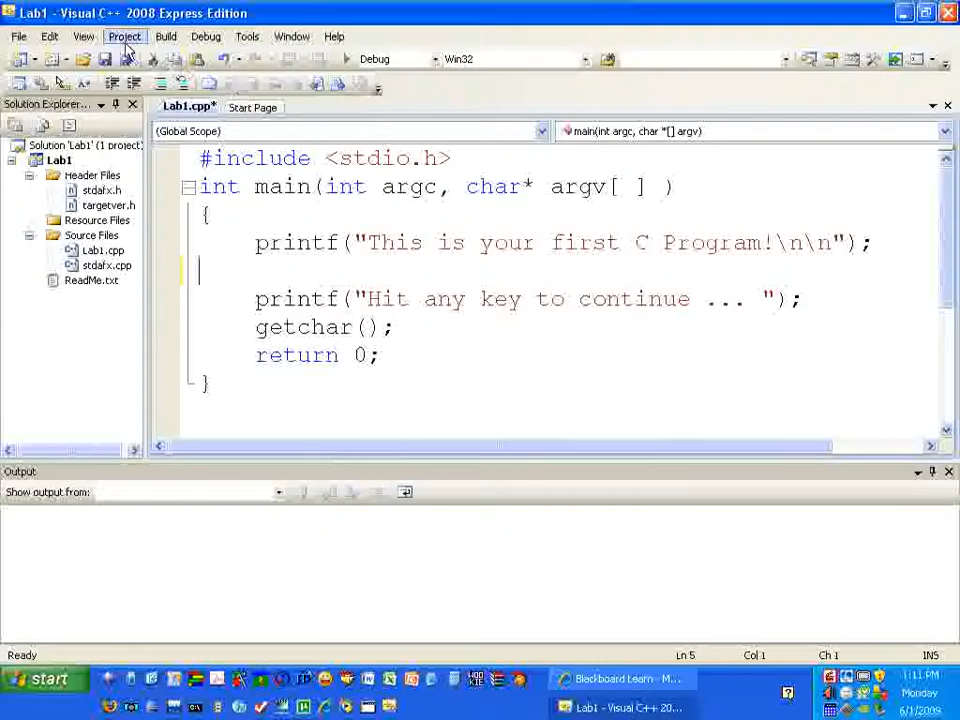 Lab1 - Visual C++ 2008 Express Edition
File Edit View Project Build Debug Tools Window Help
Debug Win32
Solution Explorer... Lab1.cpp* Start Page
(Global Scope) main(int argc, char *[] argv)
Solution 'Lab1' (1 project)
Lab1
Header Files
stdafx.h
targetver.h
Resource Files
Source Files
Lab1.cpp
stdafx.cpp
ReadMe.txt
#include <stdio.h>
int main(int argc, char* argv[ ] )
{
printf("This is your first C Program!\n\n");
printf("Hit any key to continue ... ");
getchar();
return 0;
}
Output
Show output from:
Ready Ln 5 Col 1 Ch 1 INS
start Blackboard Learn - M... 1:11 PM
Monday
Lab1 - Visual C++ 20... 6/1/2009